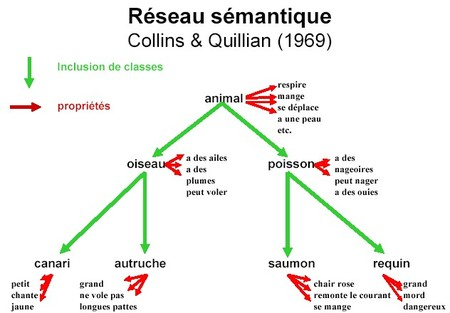 Réseau sémantique
Collins & Quillian (1969)
Inclusion de classes
propriétés
animal
respire
mange
se déplace
a une peau
etc.
oiseau
a des ailes
a des
plumes
peut voler
poisson
a des
nageoires
peut nager
a des ouies
canari
petit
chante
jaune
autruche
grand
ne vole pas
longues pattes
saumon
chair rose
remonte le courant
se mange
requin
grand
mord
dangereux